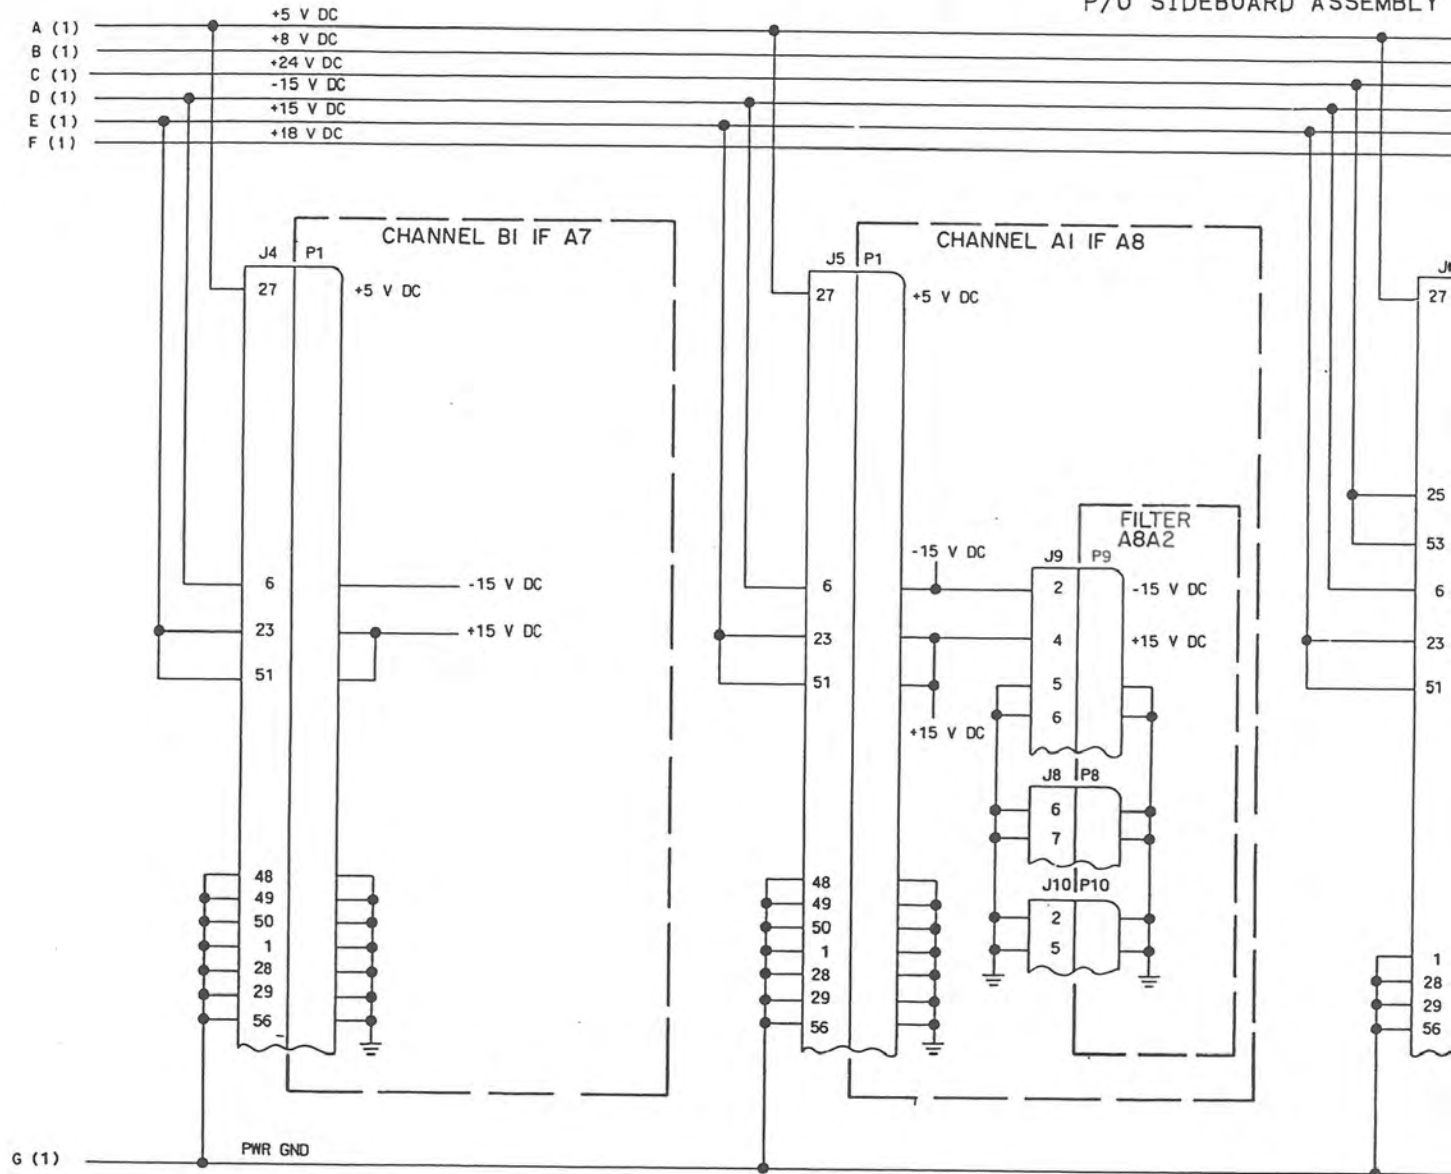 P/O SIDEBOARD ASSEMBLY
A (1) +5 V DC
B (1) +8 V DC
C (1) +24 V DC
D (1) -15 V DC
E (1) +15 V DC
F (1) +18 V DC
CHANNEL B1 IF A7
J4 P1
27 +5 V DC
6 -15 V DC
23 +15 V DC
51
48
49
50
1
28
29
56
CHANNEL A1 IF A8
J5 P1
27 +5 V DC
6
23
51
-15 V DC
+15 V DC
48
49
50
1
28
29
56
FILTER
A8A2
J9 P9
2 -15 V DC
4 +15 V DC
5
6
J8 P8
6
7
J10 P10
2
5
27
25
53
6
23
51
1
28
29
56
G (1) PWR GND